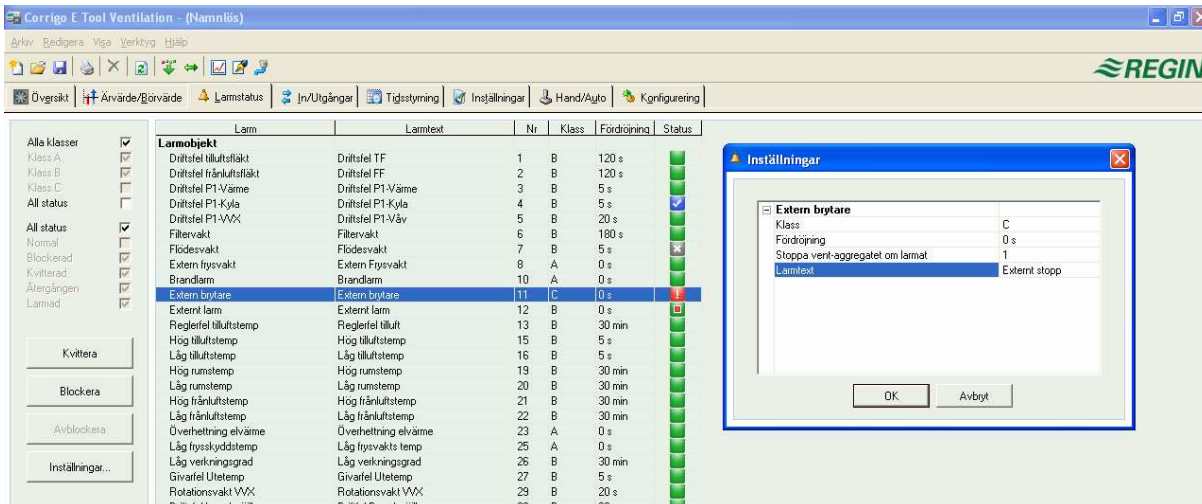 Corrigo E Tool Ventilation - (Namnlös)
Arkiv Redigera Visa Verktyg Hjälp
REGIN
Översikt Ärvärde/Börvärde Larmstatus In/Utgångar Tidsstyrning Inställningar Hand/Auto Konfigurering
Alla klasser
Klass A
Klass B
Klass C
All status
All status
Normal
Blockerad
Kvitterad
Återgången
Larmad
Kvittera
Blockera
Avblockera
Inställningar...
Larm Larmtext Nr Klass Fördröjning Status
Larmobjekt
Driftsfel tilluftsfläkt Driftsfel TF 1 B 120 s
Driftsfel frånluftsfläkt Driftsfel FF 2 B 120 s
Driftsfel P1-Värme Driftsfel P1-Värme 3 B 5 s
Driftsfel P1-Kyla Driftsfel P1-Kyla 4 B 5 s
Driftsfel P1-VVX Driftsfel P1-Våv 5 B 20 s
Filtervakt Filtervakt 6 B 180 s
Flödesvakt Flödesvakt 7 B 5 s
Extern frysvakt Extern Frysvakt 8 A 0 s
Brandlarm Brandlarm 10 A 0 s
Extern brytare Extern brytare 11 C 0 s
Externt larm Externt larm 12 B 0 s
Reglerfel tilluftstemp Reglerfel tilluft 13 B 30 min
Hög tilluftstemp Hög tilluftstemp 15 B 5 s
Låg tilluftstemp Låg tilluftstemp 16 B 5 s
Hög rumstemp Hög rumstemp 19 B 30 min
Låg rumstemp Låg rumstemp 20 B 30 min
Hög frånluftstemp Hög frånluftstemp 21 B 30 min
Låg frånluftstemp Låg frånluftstemp 22 B 30 min
Överhettning elvärme Överhettning elvärme 23 A 0 s
Låg frysskyddstemp Låg frysvakts temp 25 A 0 s
Låg verkningsgrad Låg verkningsgrad 26 B 30 min
Givarfel Utetemp Givarfel Utetemp 27 B 5 s
Rotationsvakt VVX Rotationsvakt VVX 29 B 20 s
Inställningar
Extern brytare
Klass C
Fördröjning 0 s
Stoppa vent-aggregatet om larmat 1
Larmtext Externt stopp
OK Avbryt